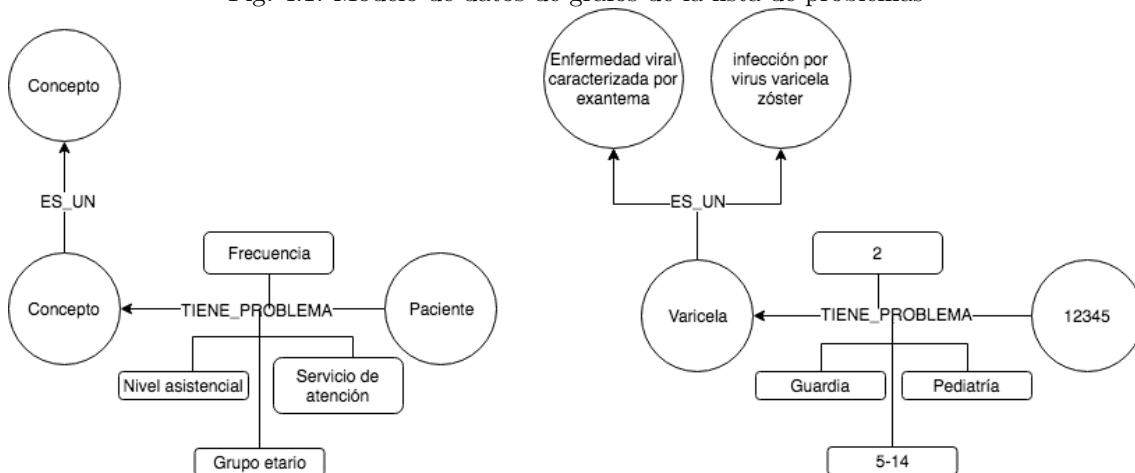 Fig. Modelo de datos de grafos de la lista de problemas
Concepto
ES_UN
Frecuencia
Concepto
TIENE_PROBLEMA
Paciente
Nivel asistencial
Servicio de
atención
Grupo etario
Enfermedad viral
caracterizada por
exantema
infección por
virus varicela
zóster
ES_UN
2
Varicela
TIENE_PROBLEMA
12345
Guardia
Pediatría
5-14